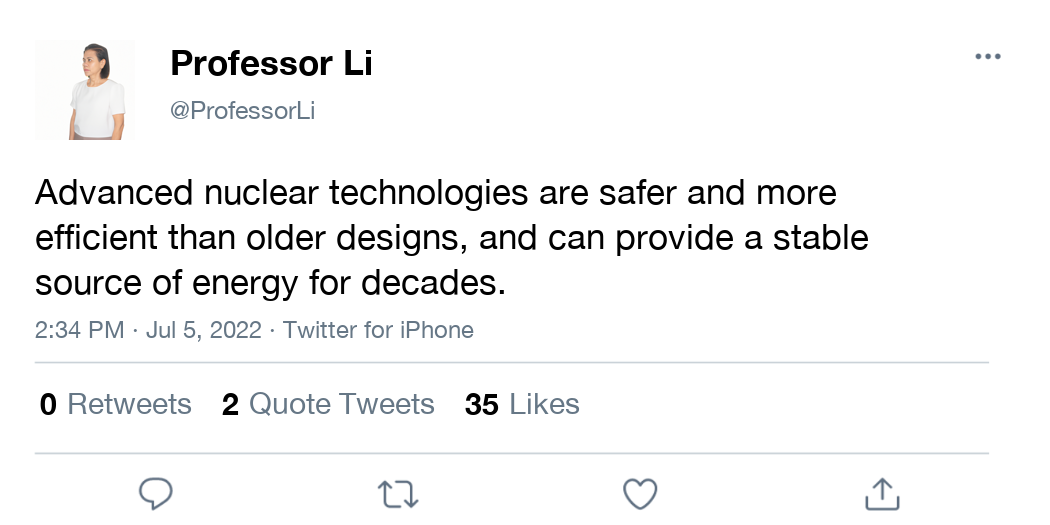 Professor Li
@ProfessorLi
Advanced nuclear technologies are safer and more
efficient than older designs, and can provide a stable
source of energy for decades.
2:34 PM · Jul 5, 2022 · Twitter for iPhone
0 Retweets 2 Quote Tweets 35 Likes